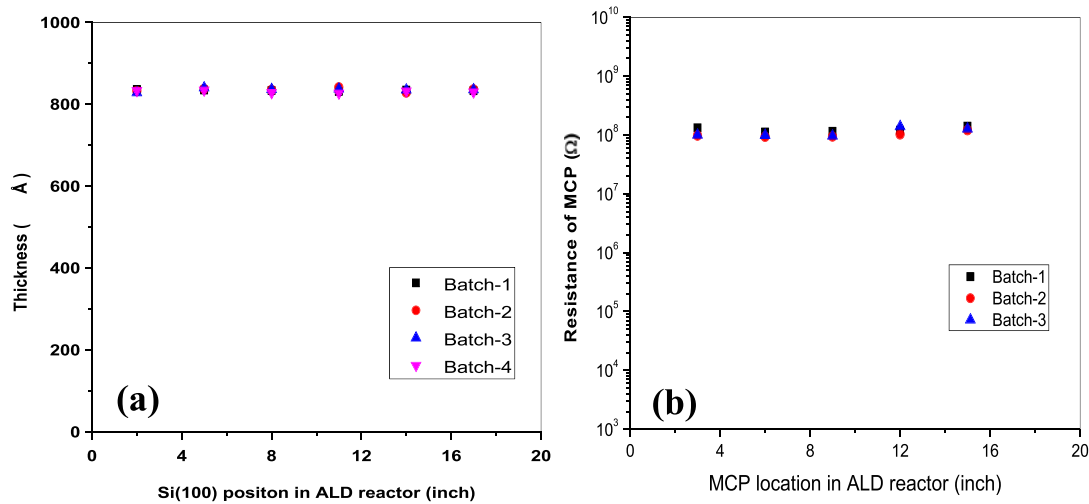 1000
800
600
400
200
0
Thickness ( Å)
0 4 8 12 16 20
Si(100) positon in ALD reactor (inch)
Batch-1
Batch-2
Batch-3
Batch-4
(a)
10^10
10^9
10^8
10^7
10^6
10^5
10^4
10^3
Resistance of MCP (Ω)
0 4 8 12 16 20
MCP location in ALD reactor (inch)
Batch-1
Batch-2
Batch-3
(b)